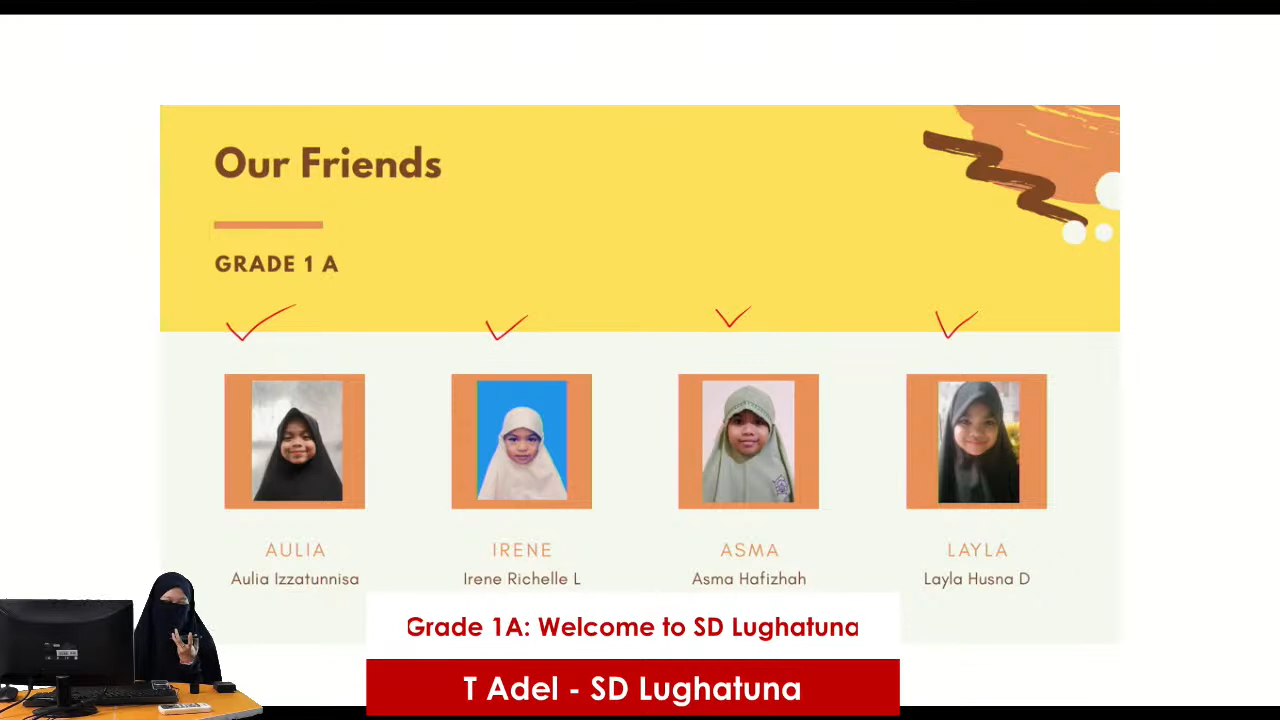 Our Friends
GRADE 1 A
AULIA
IRENE
ASMA
LAYLA
Aulia Izzatunnisa
Irene Richelle L
Asma Hafizhah
Layla Husna D
Grade 1A: Welcome to SD Lughatuna
T Adel - SD Lughatuna